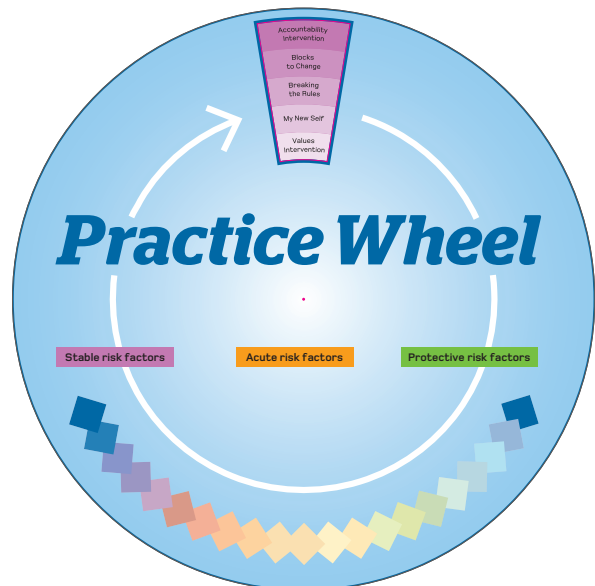 Accountability
Intervention
Blocks
to Change
Breaking
the Rules
My New Self
Values
Intervention
Practice Wheel
Stable risk factors
Acute risk factors
Protective risk factors